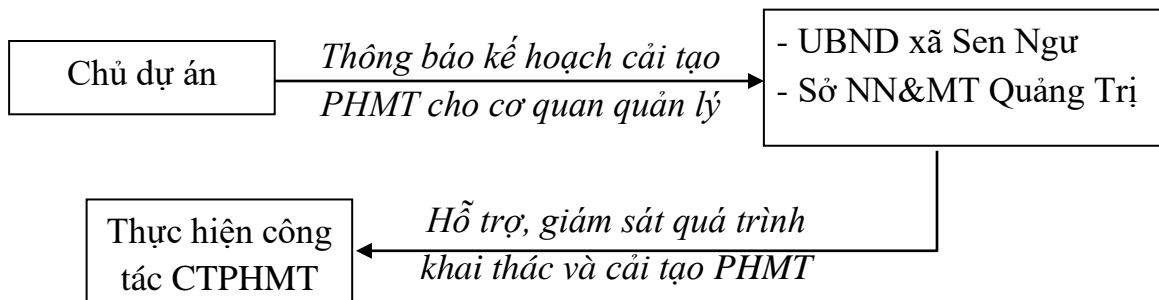 Chủ dự án
Thông báo kế hoạch cải tạo
PHMT cho cơ quan quản lý
- UBND xã Sen Ngư
- Sở NN&MT Quảng Trị
Thực hiện công
tác CTPHMT
Hỗ trợ, giám sát quá trình
khai thác và cải tạo PHMT